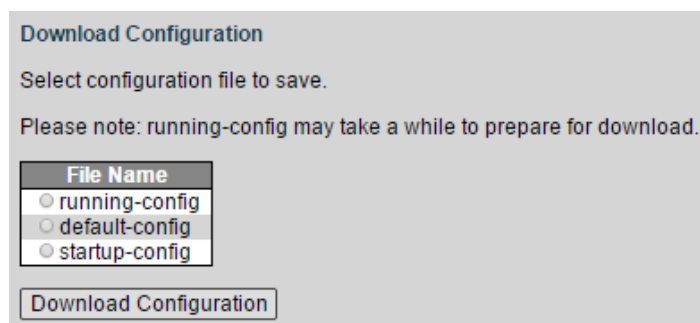 Download Configuration
Select configuration file to save.
Please note: running-config may take a while to prepare for download.
File Name
running-config
default-config
startup-config
Download Configuration